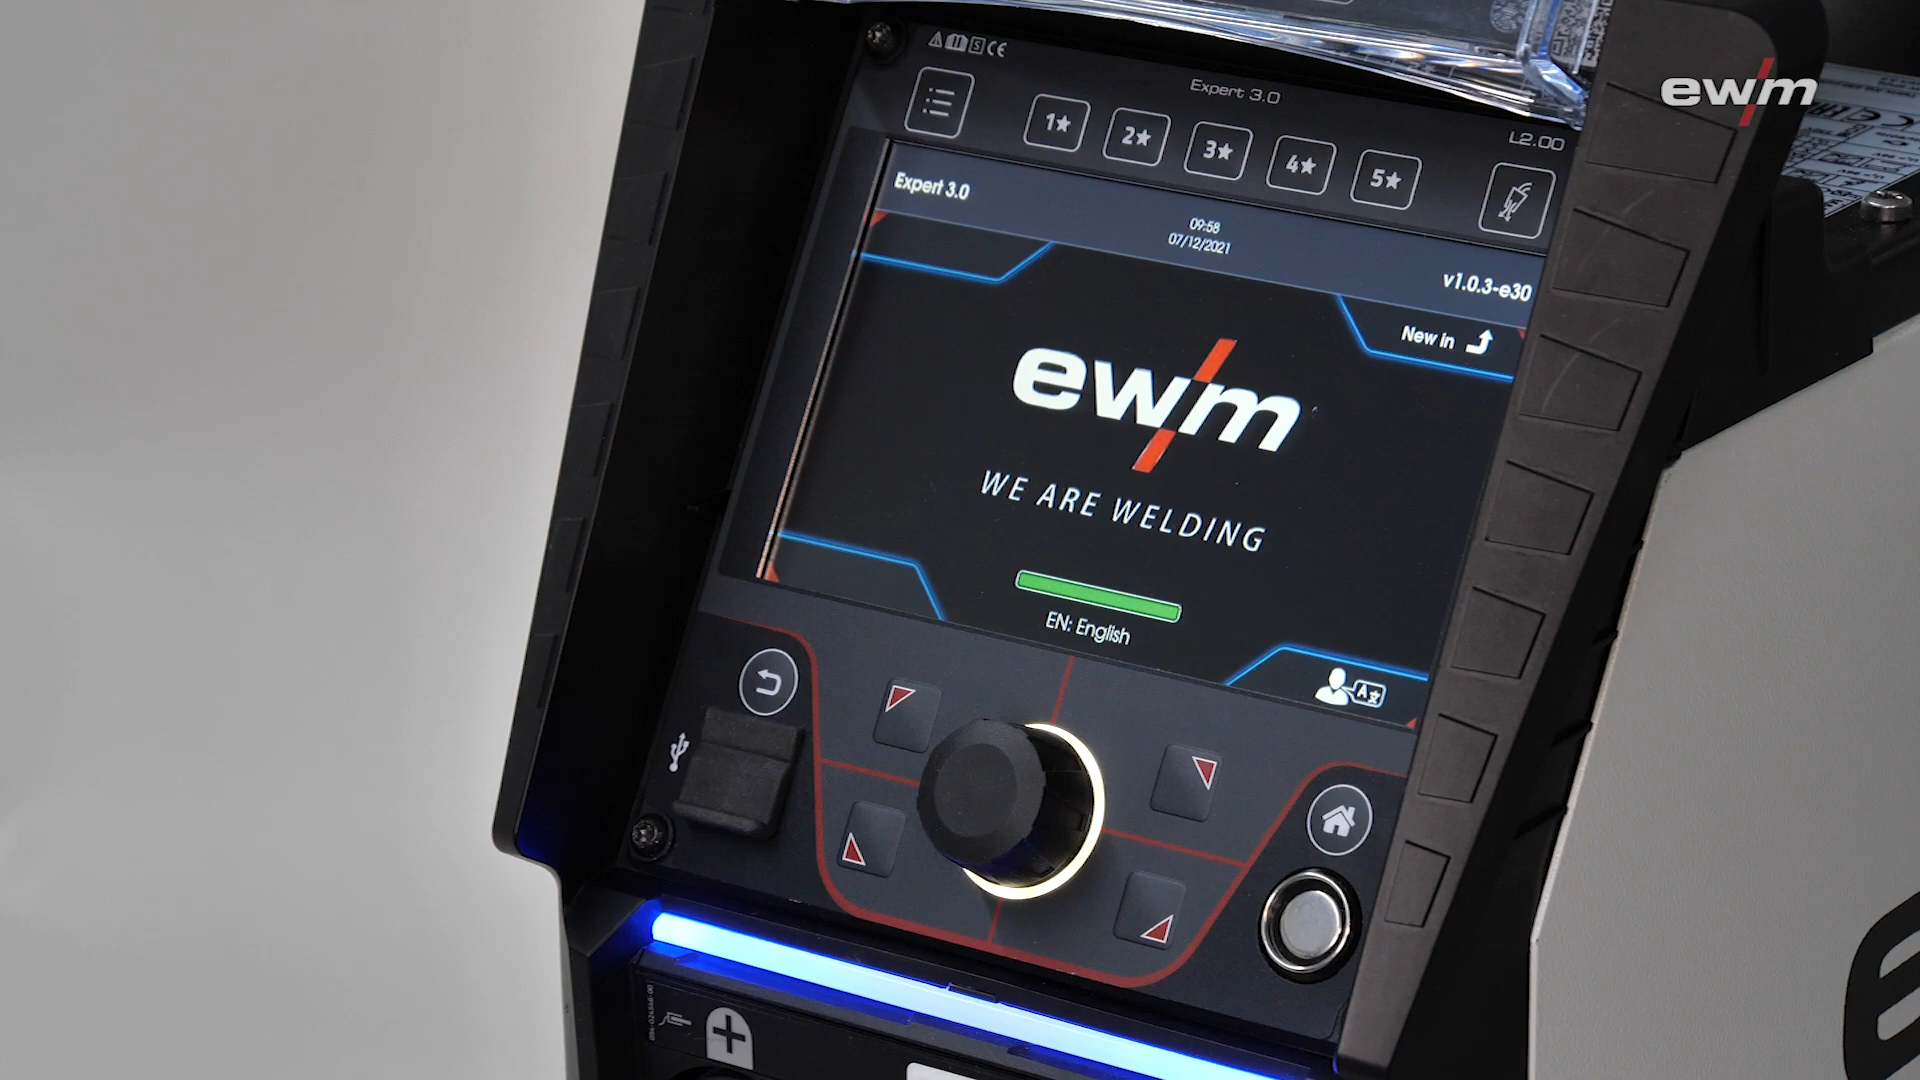 ewm
CE
Expert 3.0
L2.00
1★
2★
3★
4★
5★
Expert 3.0
09:58
07/12/2021
v1.0.3-e30
New in
ewm
WE ARE WELDING
EN: English
A